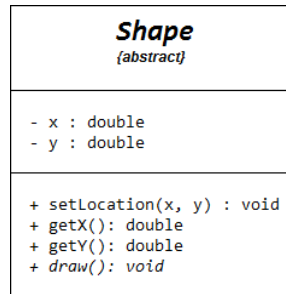 Shape
{abstract}
- x : double
- y : double
+ setLocation(x, y) : void
+ getX(): double
+ getY(): double
+ draw(): void